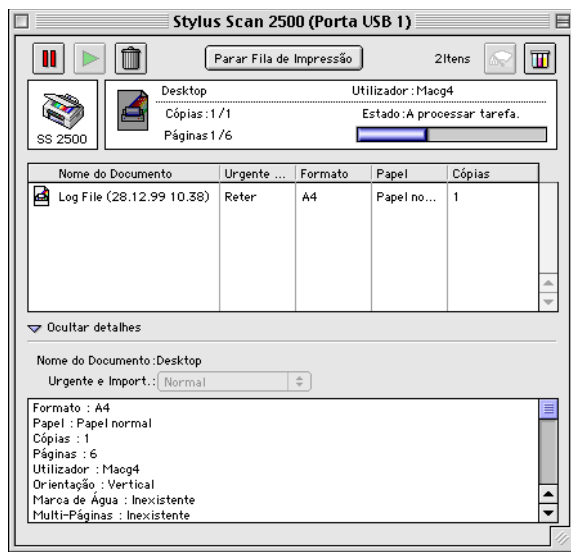 Stylus Scan 2500 (Porta USB 1)
Parar Fila de Impressão
2Itens
SS 2500
Desktop
Utilizador :Macg4
Cópias :1 /1
Estado :A processar tarefa.
Páginas 1 /6
Nome do Documento Urgente ... Formato Papel Cópias
Log File (28.12.99 10.38) Reter A4 Papel no... 1
Ocultar detalhes
Nome do Documento :Desktop
Urgente e Import. : Normal
Formato : A4
Papel : Papel normal
Cópias : 1
Páginas : 6
Utilizador : Macg4
Orientação : Vertical
Marca de Água : Inexistente
Multi-Páginas : Inexistente